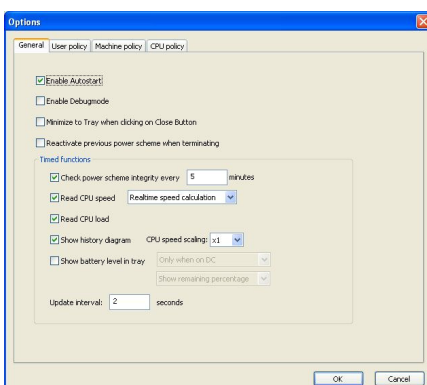 Options
General User policy Machine policy CPU policy
Enable Autostart
Enable Debugmode
Minimize to Tray when clicking on Close Button
Reactivate previous power scheme when terminating
Timed functions
Check power scheme integrity every 5 minutes
Read CPU speed Realtime speed calculation
Read CPU load
Show history diagram CPU speed scaling: x1
Show battery level in tray Only when on DC
Show remaining percentage
Update interval: 2 seconds
OK Cancel